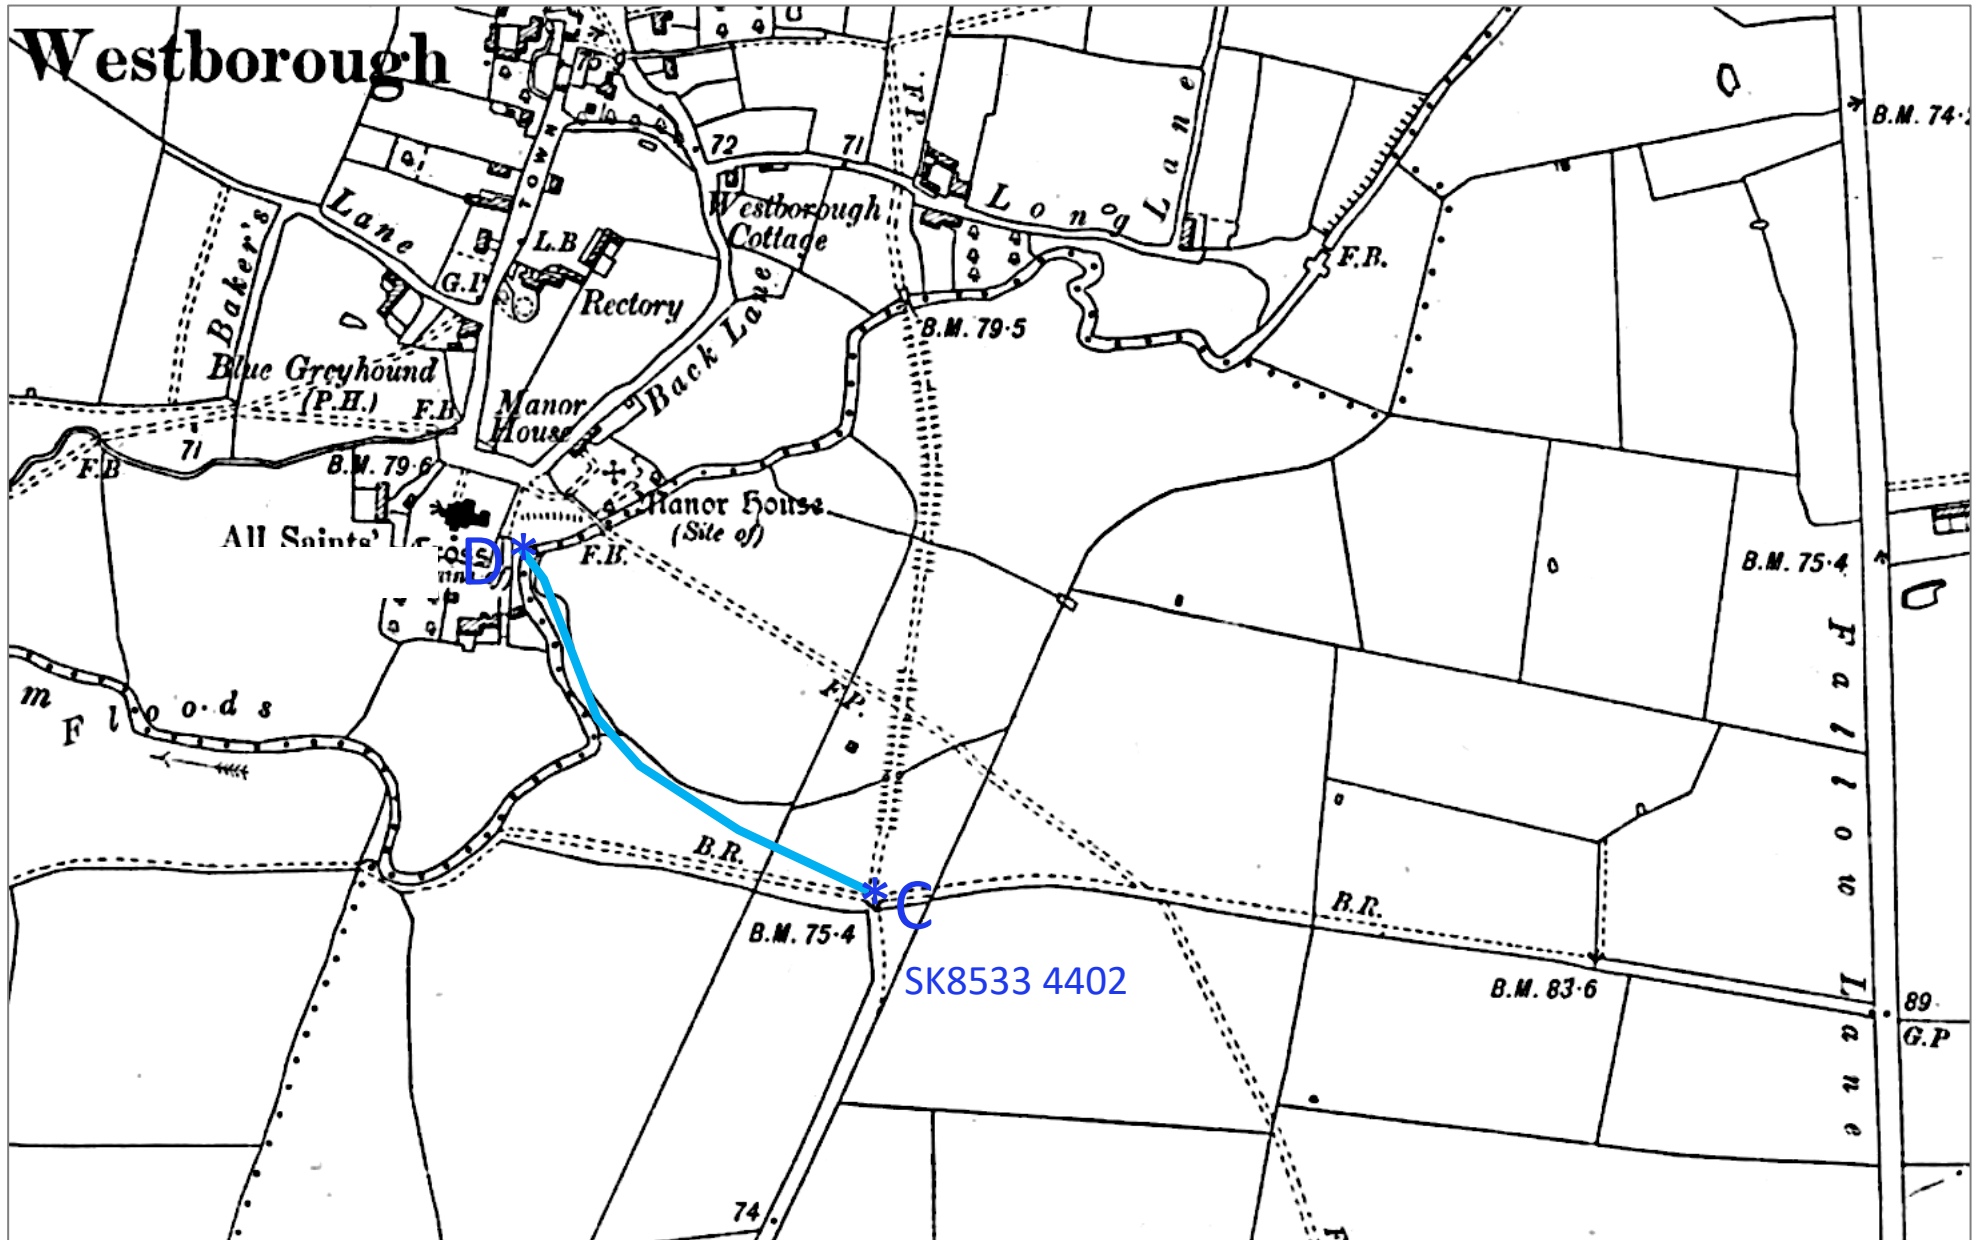 Westborough
70
72
71
F.P.
TOWN
Long Lane
B.M. 74·2
Lane
Baker's
L.B
G.P
Rectory
Westborough
Cottage
Back Lane
F.B.
B.M. 79·5
Blue Greyhound
(P.H.)
F.B
Manor
House
71
F.B
B.M. 79·6
Manor House
(Site of)
All Saints'
D
F.B.
B.M. 75·4
Fallow Lane
m Floods
F.P.
B.R.
C
B.R.
B.M. 75·4
SK8533 4402
B.M. 83·6
89
G.P
74